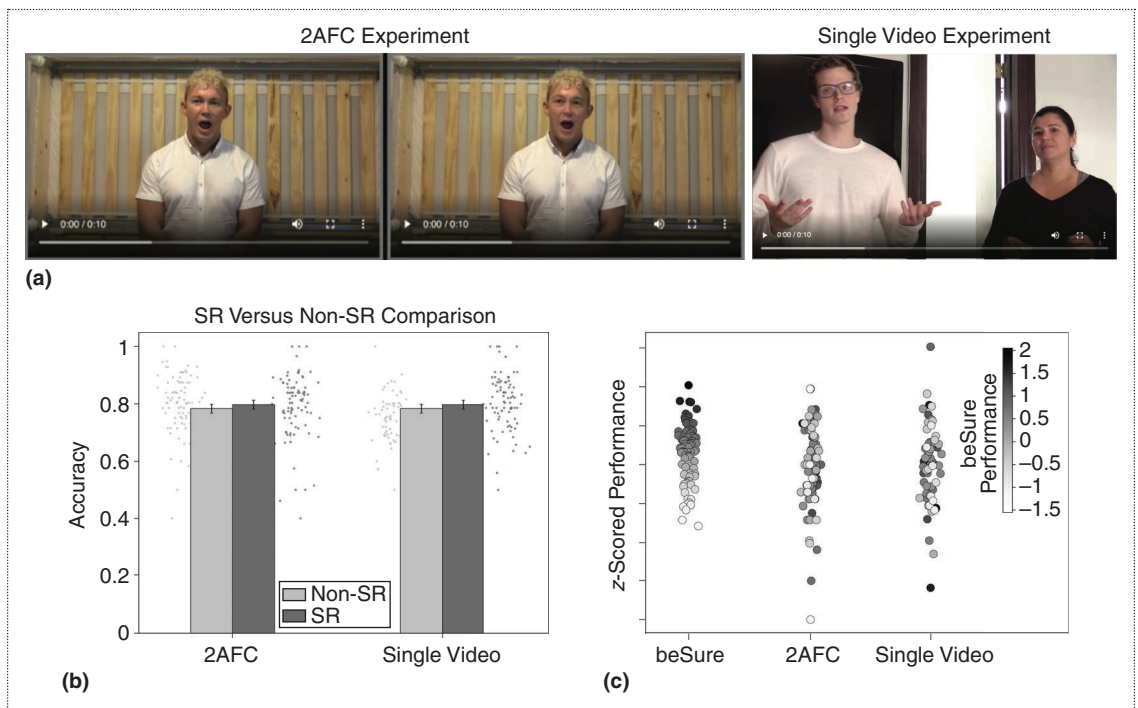 2AFC Experiment
Single Video Experiment
0:00 / 0:10
0:00 / 0:10
0:00 / 0:10
(a)
SR Versus Non-SR Comparison
Accuracy
1
0.8
0.6
0.4
0.2
0
Non-SR
SR
2AFC
Single Video
(b)
z-Scored Performance
beSure
Performance
2
1.5
1
0.5
0
−0.5
−1
−1.5
beSure
2AFC
Single Video
(c)